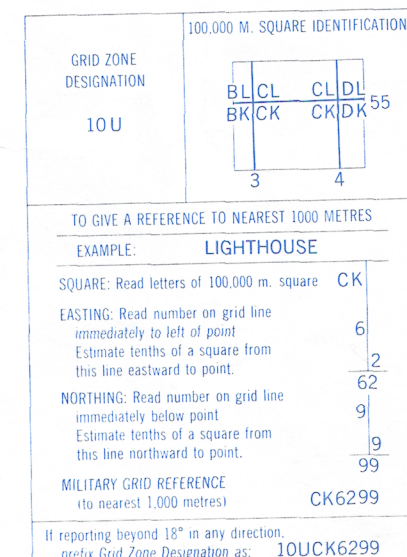 100,000 M. SQUARE IDENTIFICATION
GRID ZONE
DESIGNATION
10U
BL CL CL DL
BK CK CK DK
55
3 4
TO GIVE A REFERENCE TO NEAREST 1000 METRES
EXAMPLE: LIGHTHOUSE
SQUARE: Read letters of 100,000 m. square CK
EASTING: Read number on grid line
immediately to left of point 6
Estimate tenths of a square from
this line eastward to point. 2
62
NORTHING: Read number on grid line
immediately below point 9
Estimate tenths of a square from
this line northward to point. 9
99
MILITARY GRID REFERENCE
(to nearest 1,000 metres) CK6299
If reporting beyond 18° in any direction,
prefix Grid Zone Designation as: 10UCK6299